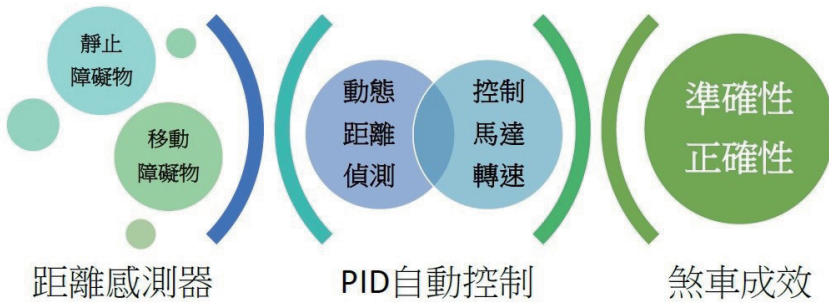 靜止
障礙物
移動
障礙物
動態
距離
偵測
控制
馬達
轉速
準確性
正確性
距離感測器
PID自動控制
煞車成效